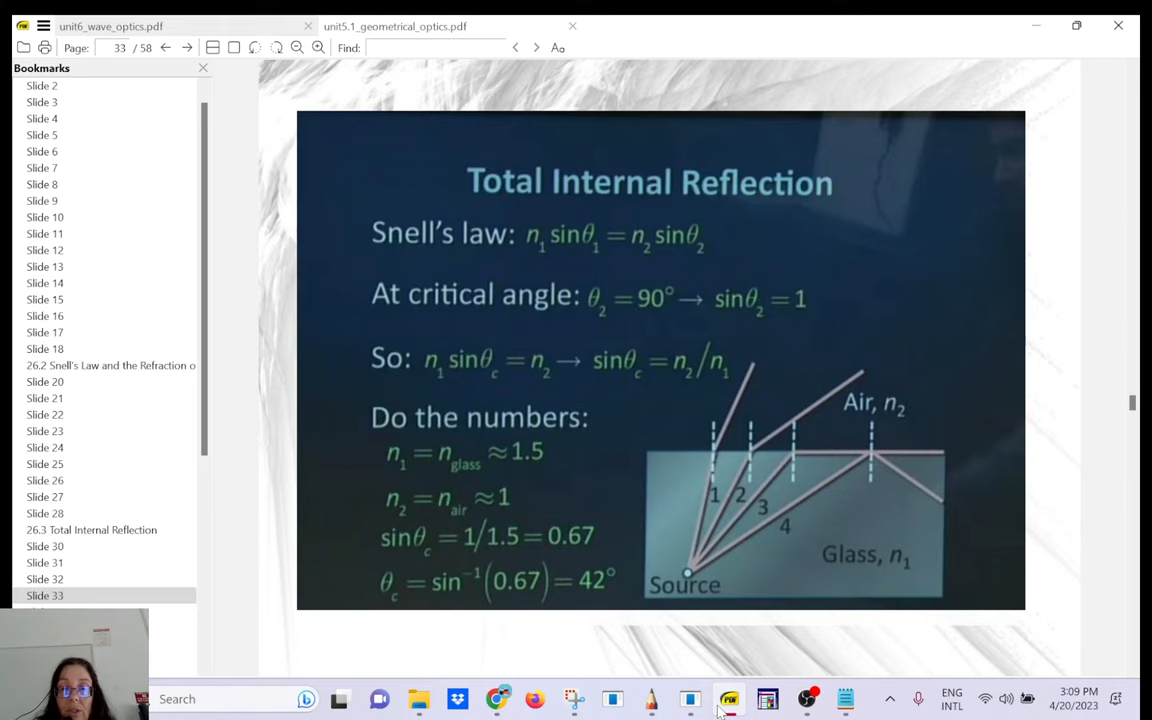 unit6_wave_optics.pdf
unit5.1_geometrical_optics.pdf
Page: 33 / 58
Find:
Aa
Bookmarks
Slide 2
Slide 3
Slide 4
Slide 5
Slide 6
Slide 7
Slide 8
Slide 9
Slide 10
Slide 11
Slide 12
Slide 13
Slide 14
Slide 15
Slide 16
Slide 17
Slide 18
26.2 Snell's Law and the Refraction o
Slide 20
Slide 21
Slide 22
Slide 23
Slide 24
Slide 25
Slide 26
Slide 27
Slide 28
26.3 Total Internal Reflection
Slide 30
Slide 31
Slide 32
Slide 33
Total Internal Reflection
Snell's law: n₁ sinθ₁ = n₂ sinθ₂
At critical angle: θ₂ = 90° → sinθ₂ = 1
So: n₁ sinθc = n₂ → sinθc = n₂/n₁
Do the numbers:
n₁ = nglass ≈ 1.5
n₂ = nair ≈ 1
sinθc = 1/1.5 = 0.67
θc = sin⁻¹(0.67) = 42°
Air, n₂
1
2
3
4
Glass, n₁
Source
Search
ENG
INTL
3:09 PM
4/20/2023